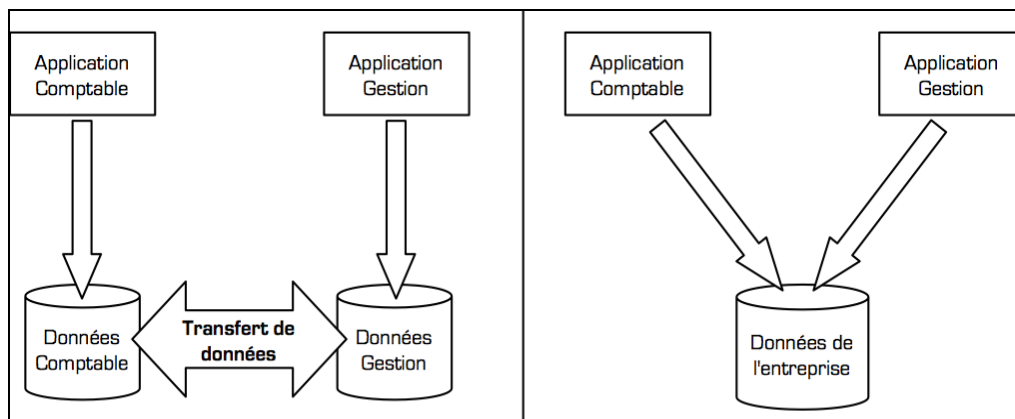 Application
Comptable
Application
Gestion
Données
Comptable
Transfert de
données
Données
Gestion
Application
Comptable
Application
Gestion
Données de
l'entreprise